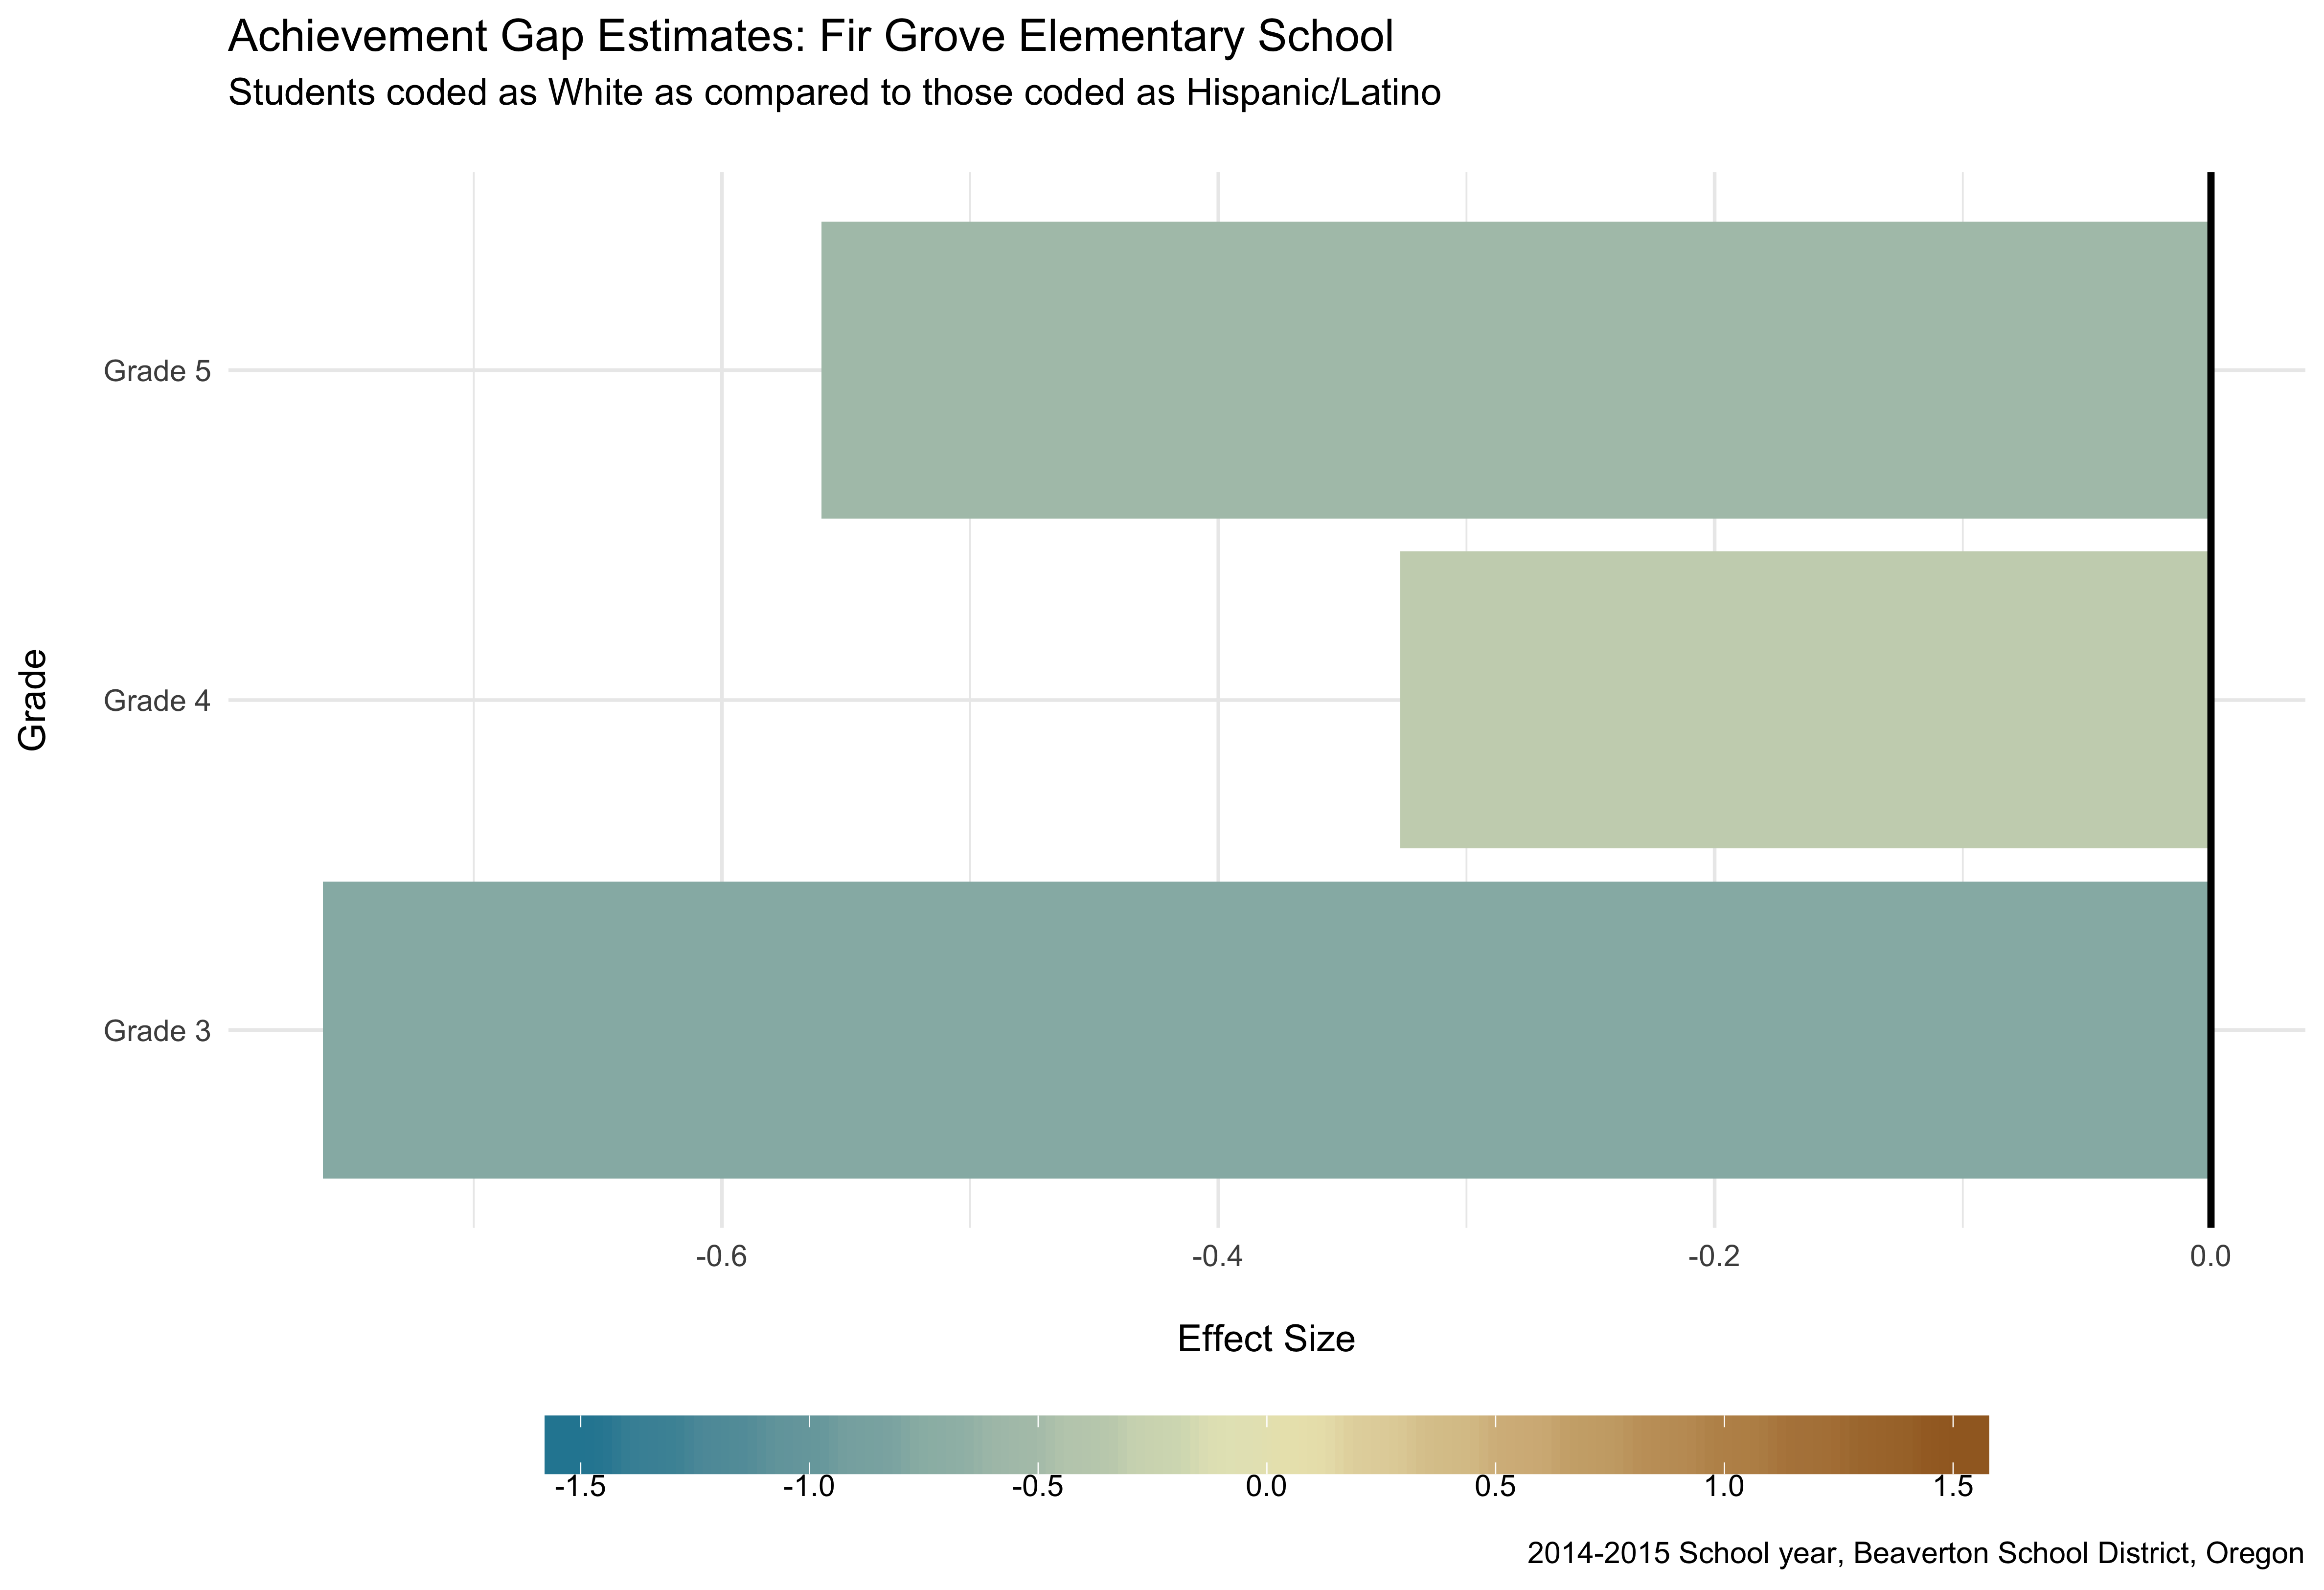 Achievement Gap Estimates: Fir Grove Elementary School
Students coded as White as compared to those coded as Hispanic/Latino
Grade 5
Grade 4
Grade 3
Grade
-0.6 -0.4 -0.2 0.0
Effect Size
-1.5 -1.0 -0.5 0.0 0.5 1.0 1.5
2014-2015 School year, Beaverton School District, Oregon